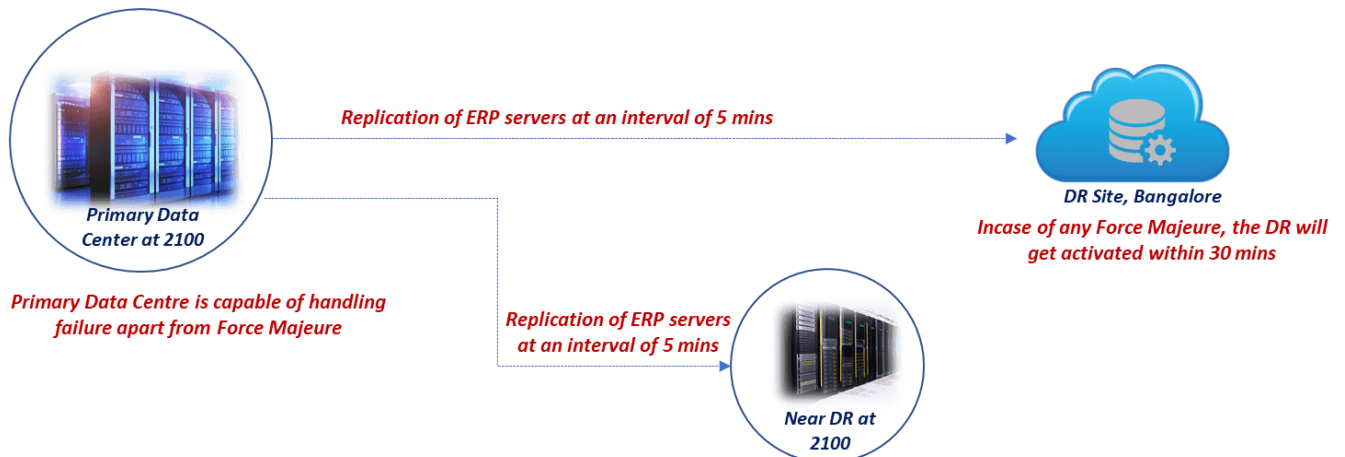 Replication of ERP servers at an interval of 5 mins
Primary Data
Center at 2100
DR Site, Bangalore
Incase of any Force Majeure, the DR will
get activated within 30 mins
Primary Data Centre is capable of handling
failure apart from Force Majeure
Replication of ERP servers
at an interval of 5 mins
Near DR at
2100